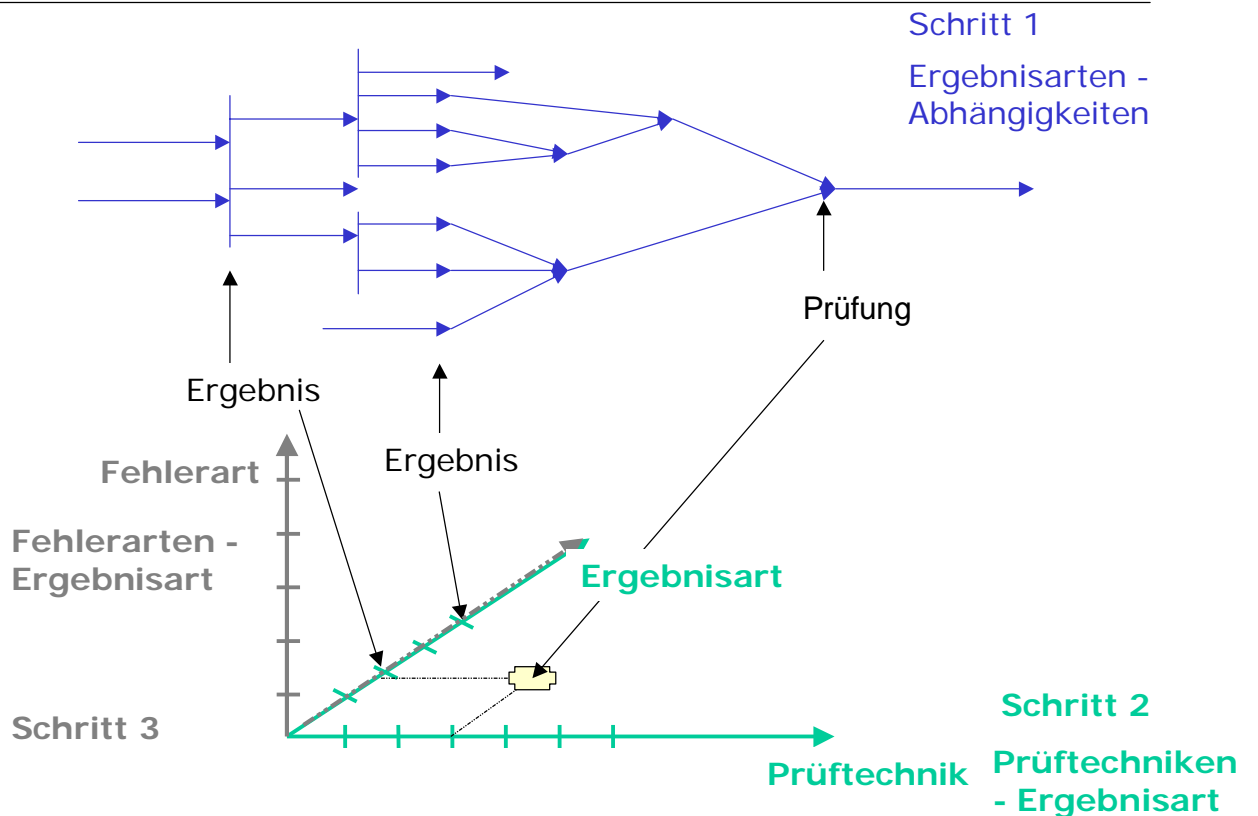 Schritt 1
Ergebnisarten -
Abhängigkeiten
Prüfung
Ergebnis
Ergebnis
Fehlerart
Fehlerarten -
Ergebnisart
Ergebnisart
Schritt 3
Schritt 2
Prüftechnik
Prüftechniken
- Ergebnisart